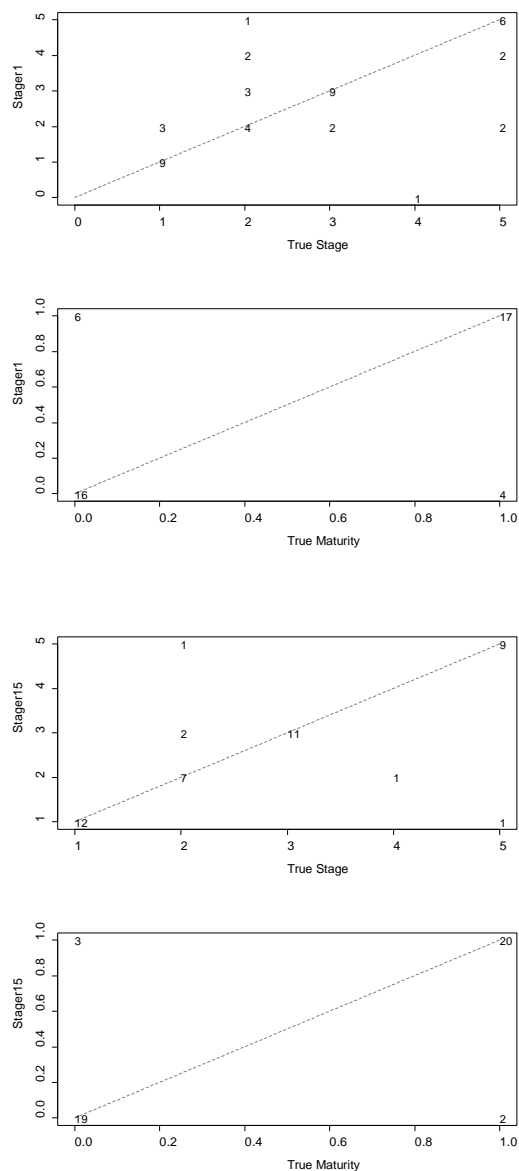 5 1 6
4 2 2
3 3 9
2 3 4 2 2
1 9
0 1
Stager1
0 1 2 3 4 5
True Stage
1.0 6 17
0.8
0.6
0.4
0.2
0.0 16 4
Stager1
0.0 0.2 0.4 0.6 0.8 1.0
True Maturity
5 1 9
4
3 2 11
2 7 1
1 12 1
Stager15
1 2 3 4 5
True Stage
1.0 3 20
0.8
0.6
0.4
0.2
0.0 19 2
Stager15
0.0 0.2 0.4 0.6 0.8 1.0
True Maturity